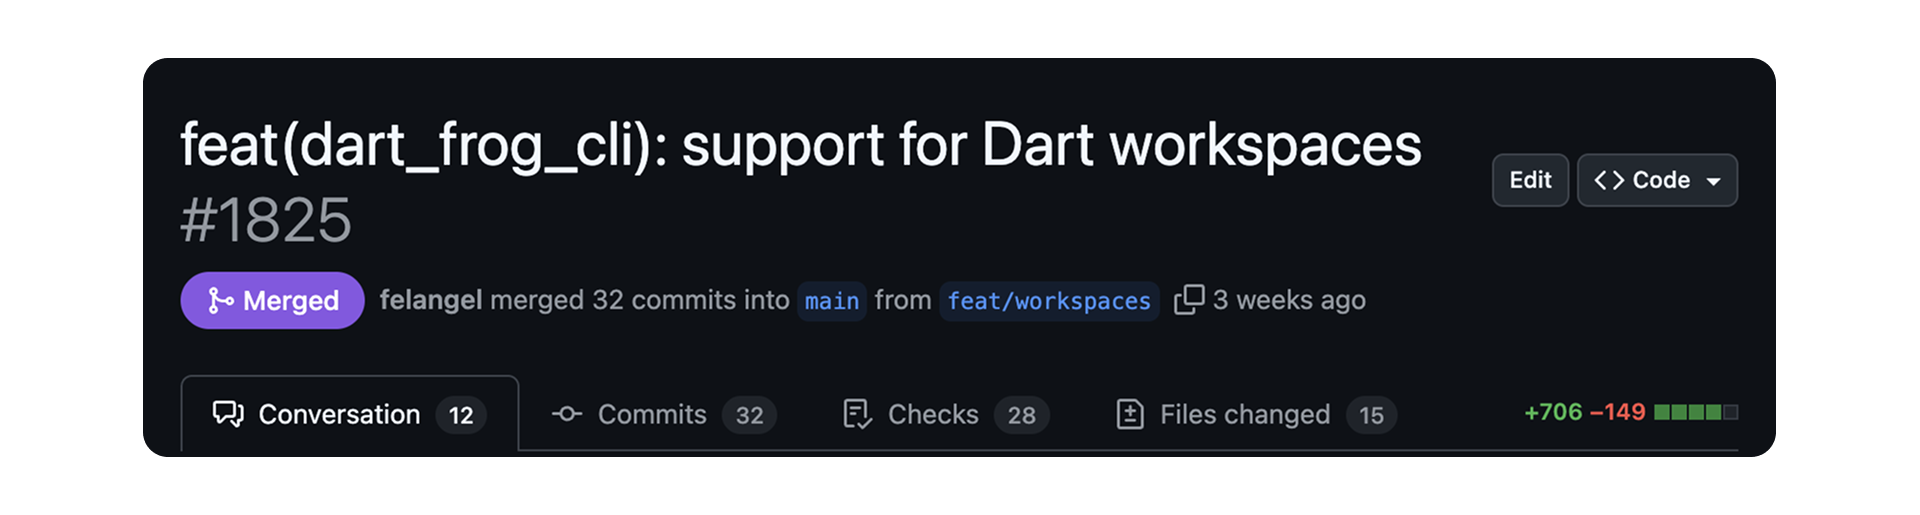 feat(dart_frog_cli): support for Dart workspaces
#1825
Edit
<> Code
Merged
felangel merged 32 commits into main from feat/workspaces 3 weeks ago
Conversation 12
Commits 32
Checks 28
Files changed 15
+706 −149